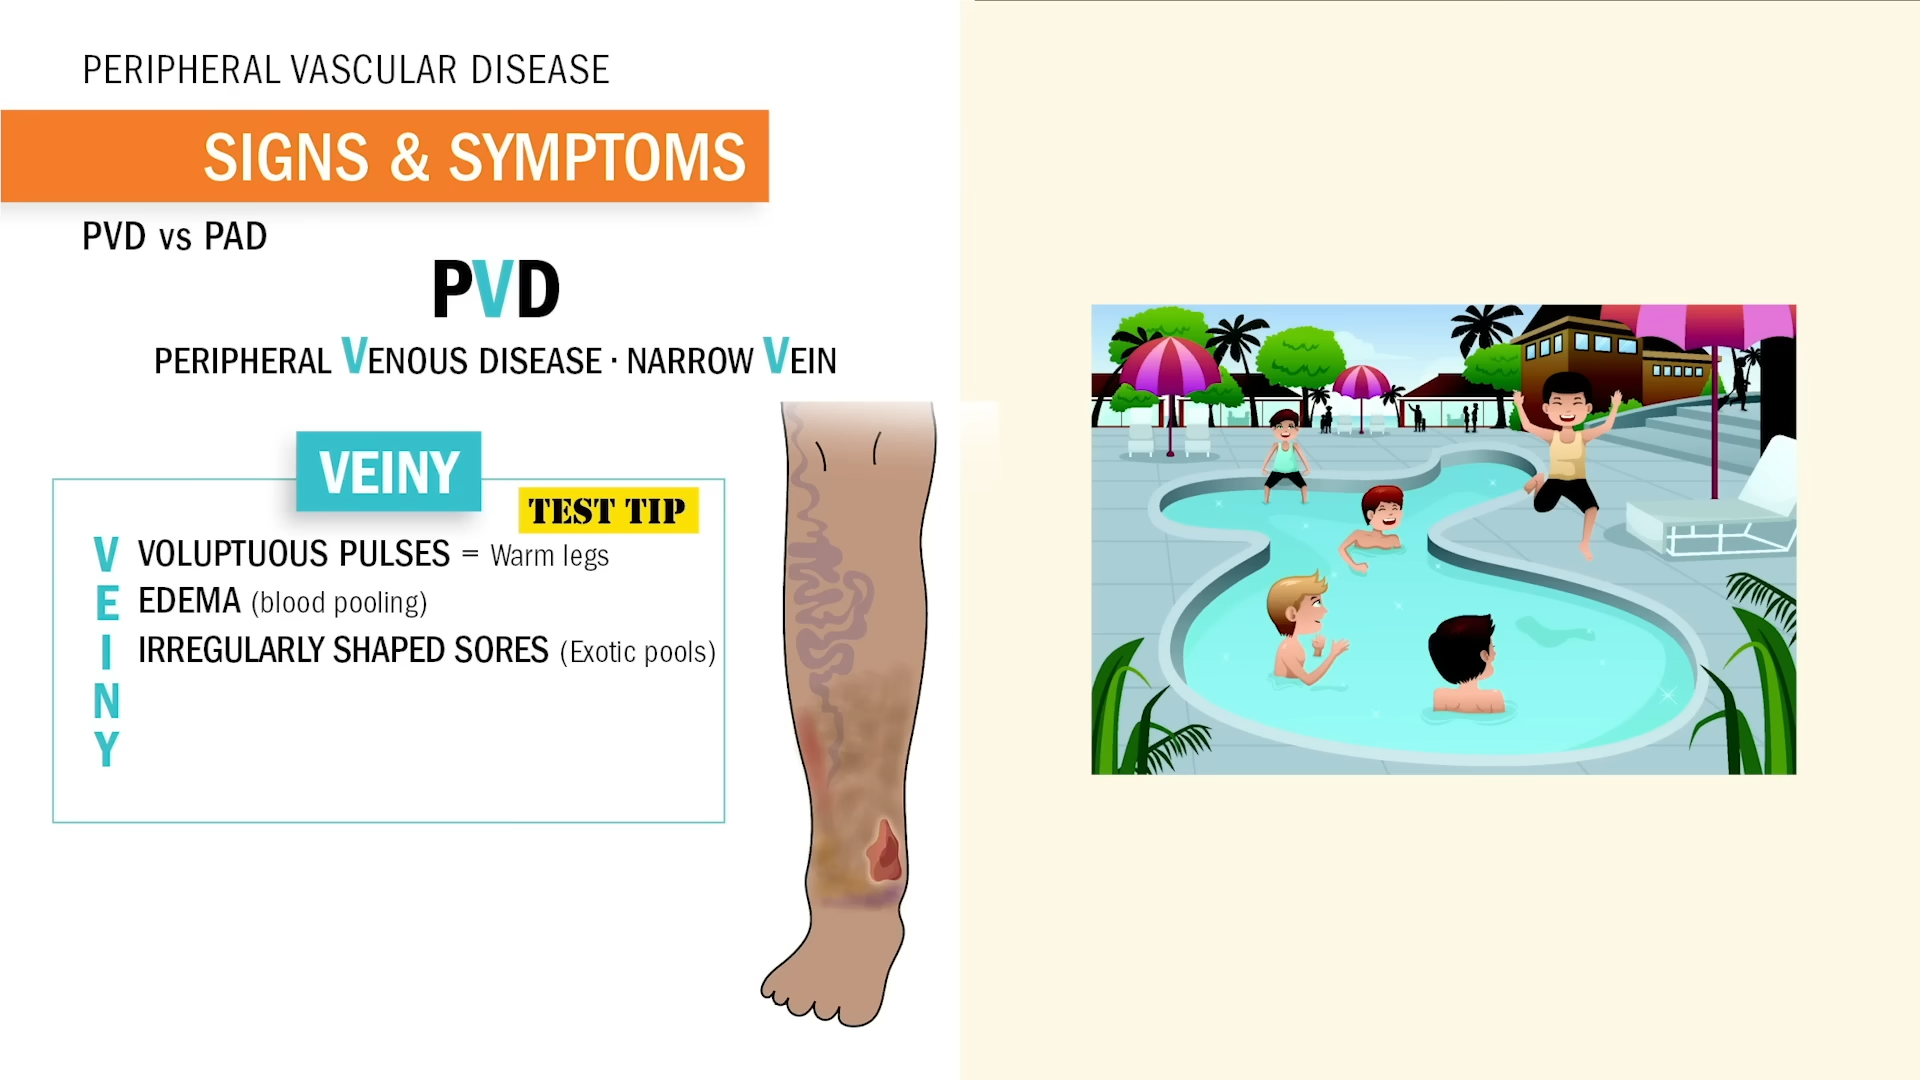 PERIPHERAL VASCULAR DISEASE
SIGNS & SYMPTOMS
PVD vs PAD
PVD
PERIPHERAL VENOUS DISEASE · NARROW VEIN
VEINY
TEST TIP
V VOLUPTUOUS PULSES = Warm legs
E EDEMA (blood pooling)
I IRREGULARLY SHAPED SORES (Exotic pools)
N
Y